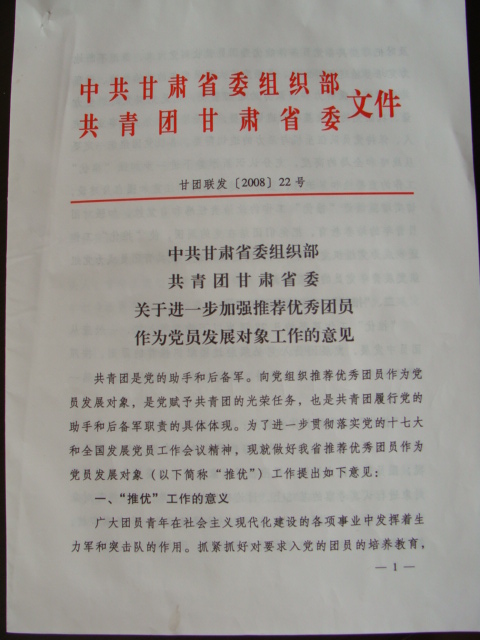 中共甘肃省委组织部
共青团甘肃省委
文件
甘团联发〔2008〕22号
中共甘肃省委组织部
共青团甘肃省委
关于进一步加强推荐优秀团员
作为党员发展对象工作的意见
共青团是党的助手和后备军。向党组织推荐优秀团员作为党
员发展对象，是党赋予共青团的光荣任务，也是共青团履行党的
助手和后备军职责的具体体现。为了进一步贯彻落实党的十七大
和全国发展党员工作会议精神，现就做好我省推荐优秀团员作为
党员发展对象（以下简称“推优”）工作提出如下意见：
一、“推优”工作的意义
广大团员青年在社会主义现代化建设的各项事业中发挥着生
力军和突击队的作用。抓紧抓好对要求入党的团员的培养教育，
— 1 —